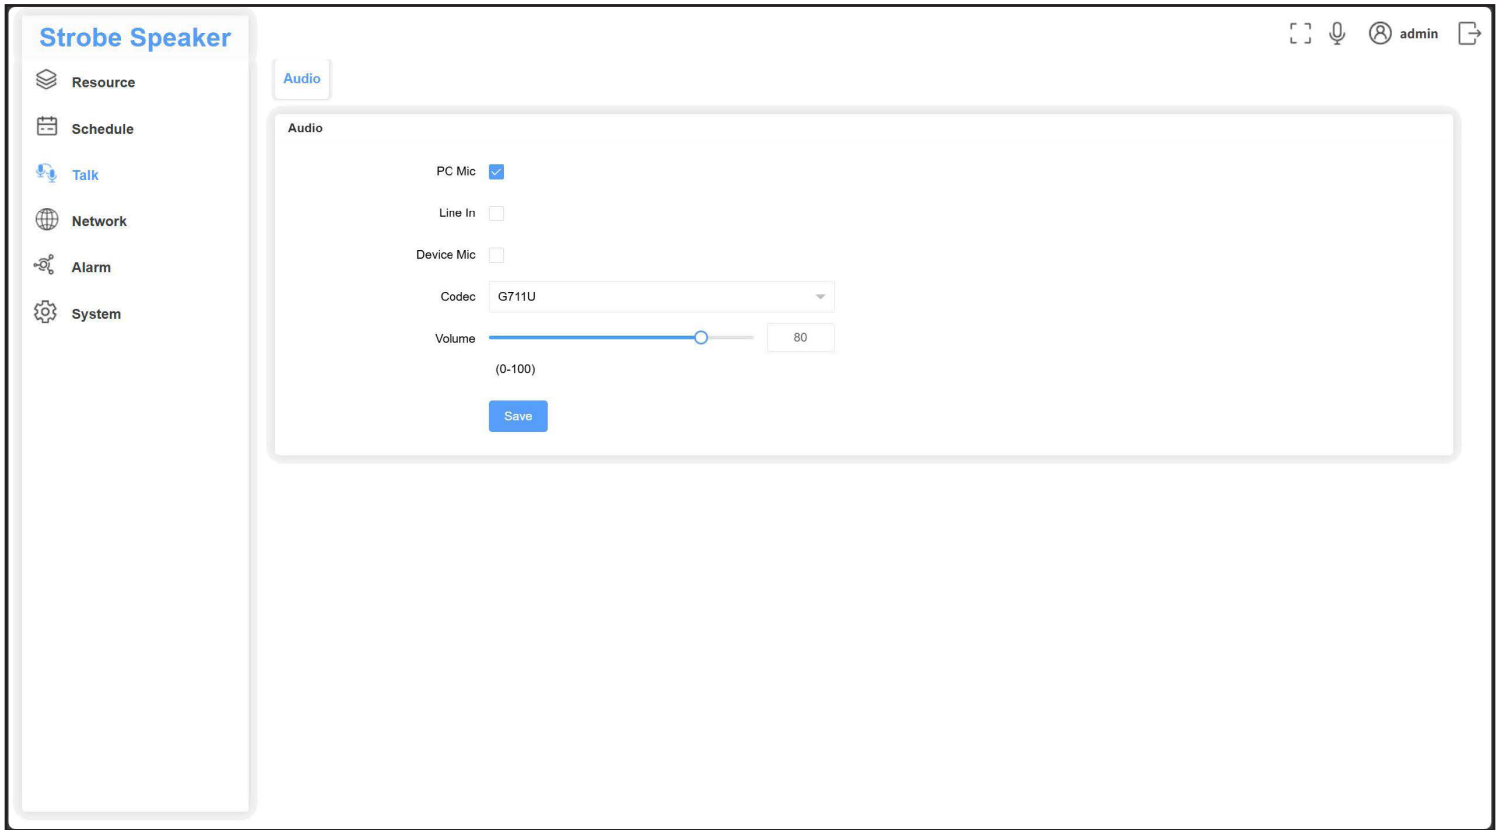 Strobe Speaker
admin
Resource
Schedule
Talk
Network
Alarm
System
Audio
Audio
PC Mic
Line In
Device Mic
Codec G711U
Volume 80
(0-100)
Save